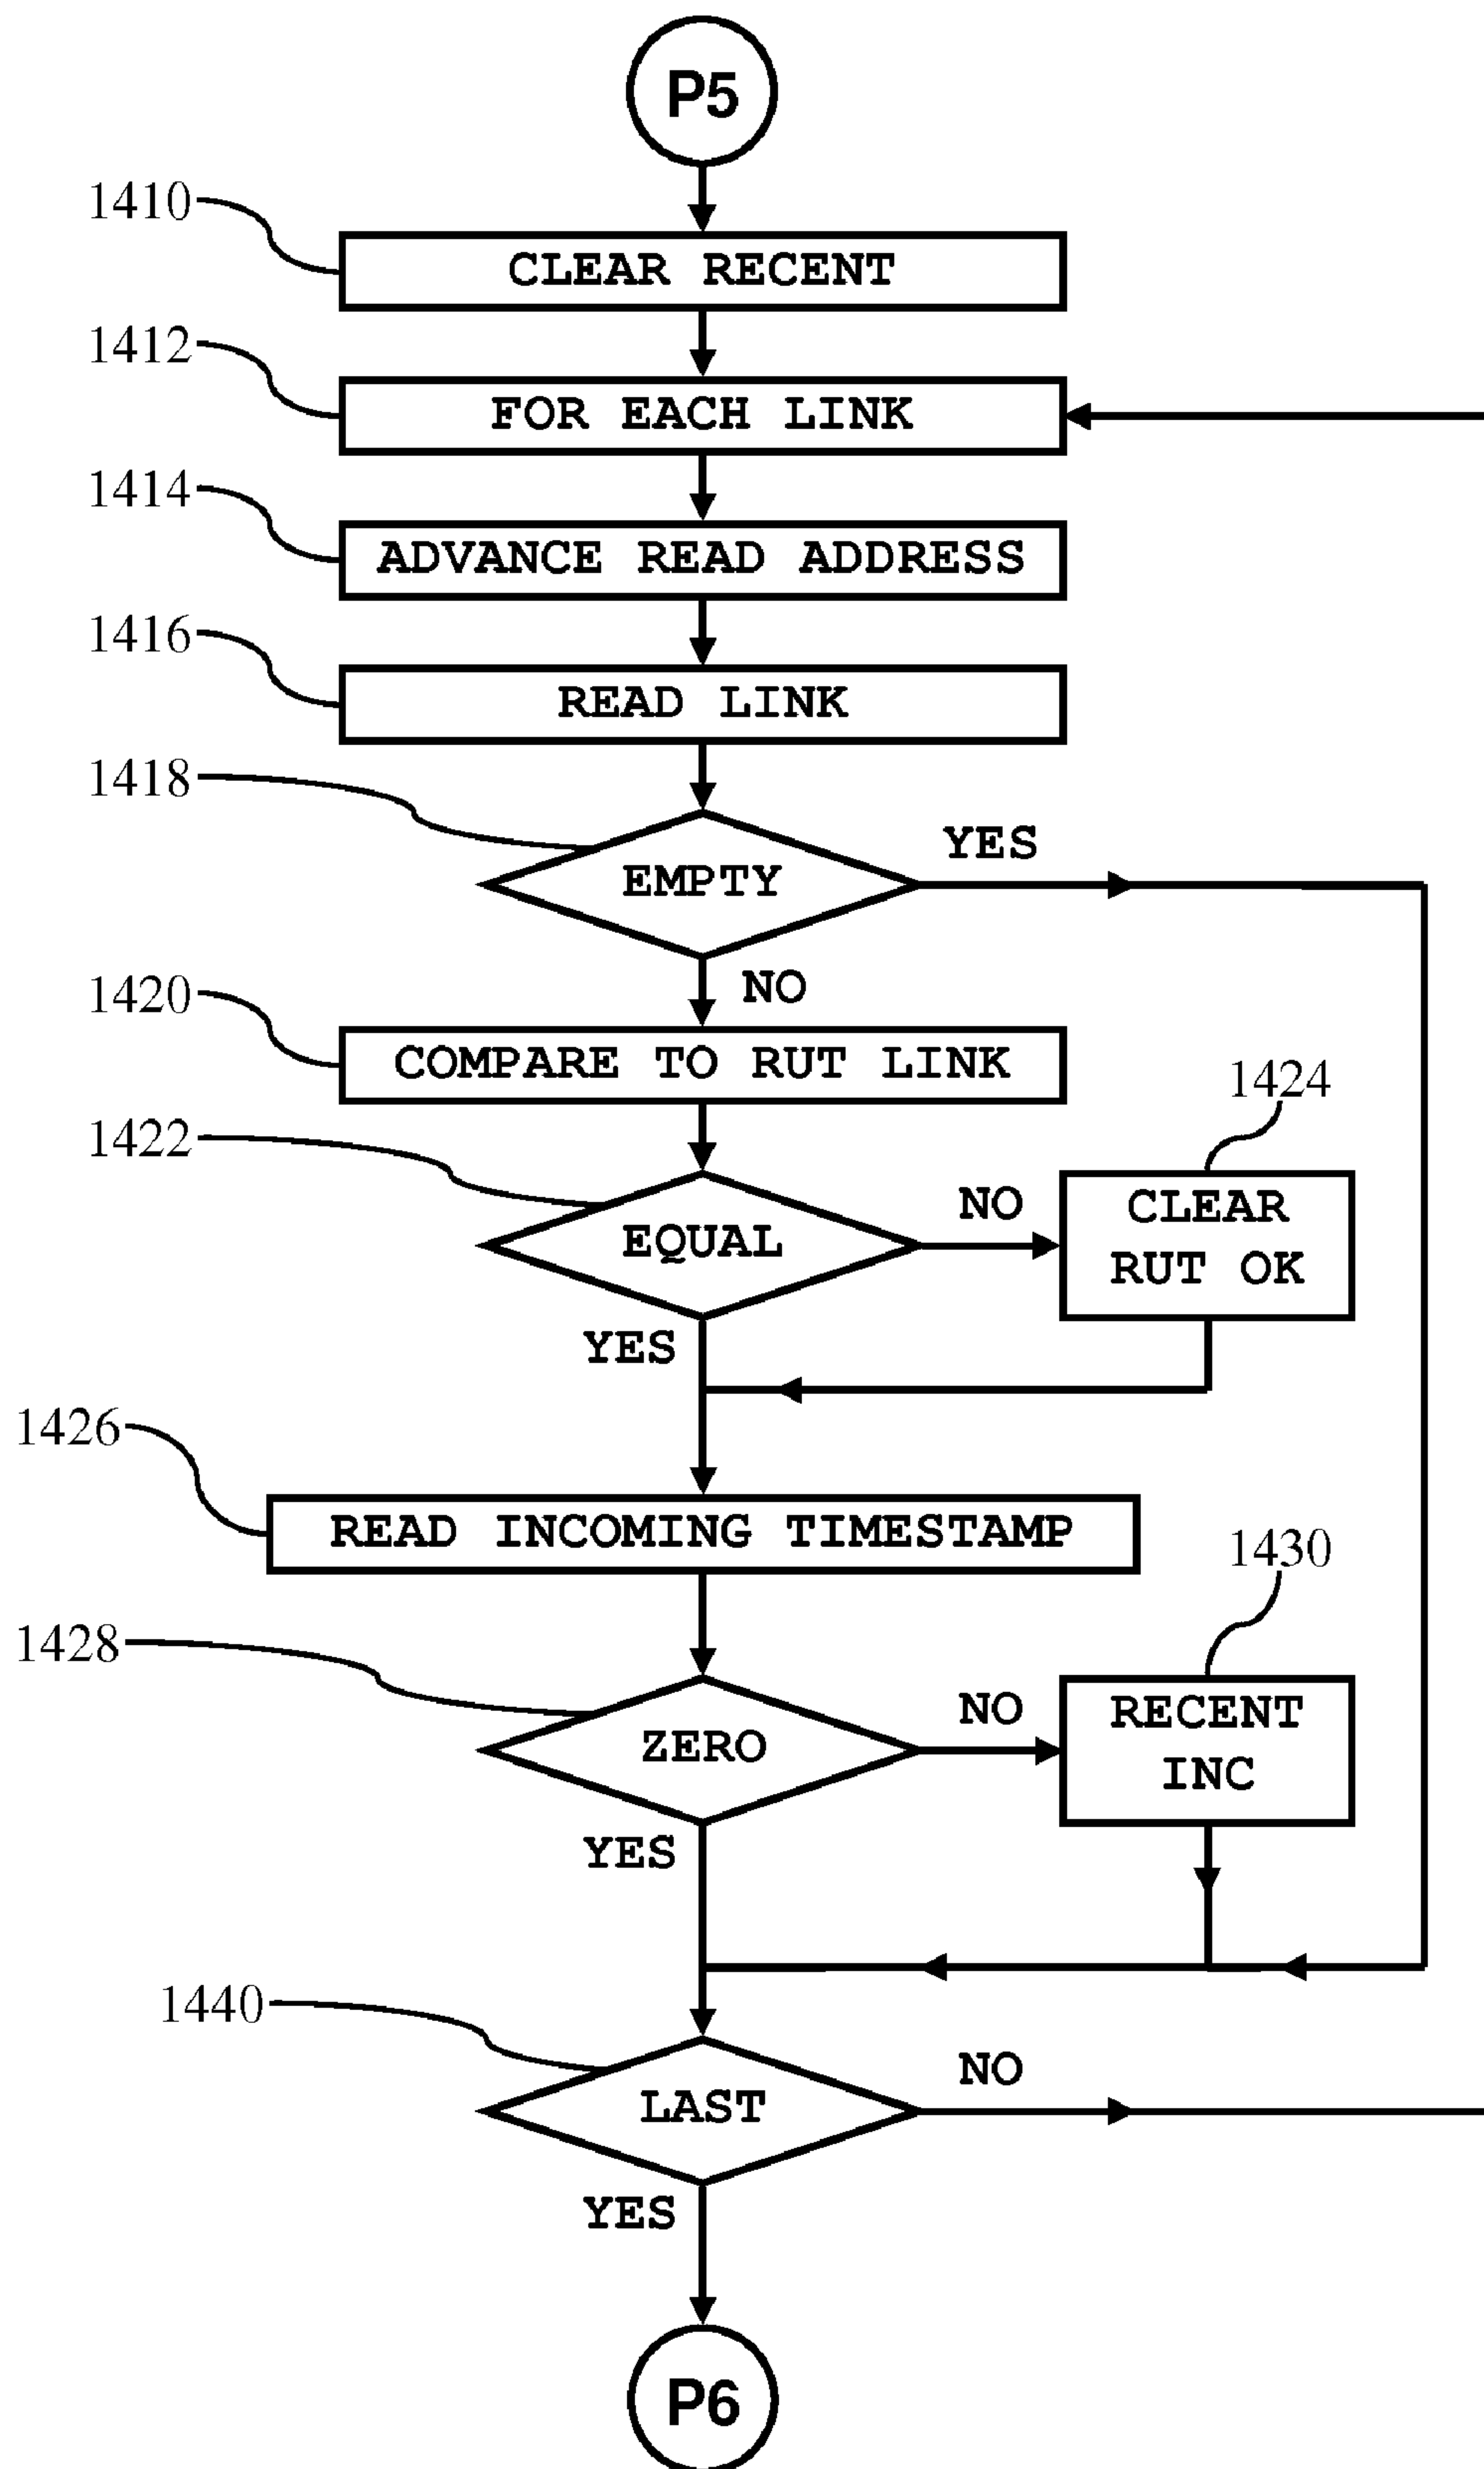 P5
1410
CLEAR RECENT
1412
FOR EACH LINK
1414
ADVANCE READ ADDRESS
1416
READ LINK
1418
YES
EMPTY
NO
1420
COMPARE TO RUT LINK
1424
1422
NO
CLEAR
RUT OK
EQUAL
YES
1426
READ INCOMING TIMESTAMP
1430
1428
NO
RECENT
INC
ZERO
YES
1440
NO
LAST
YES
P6